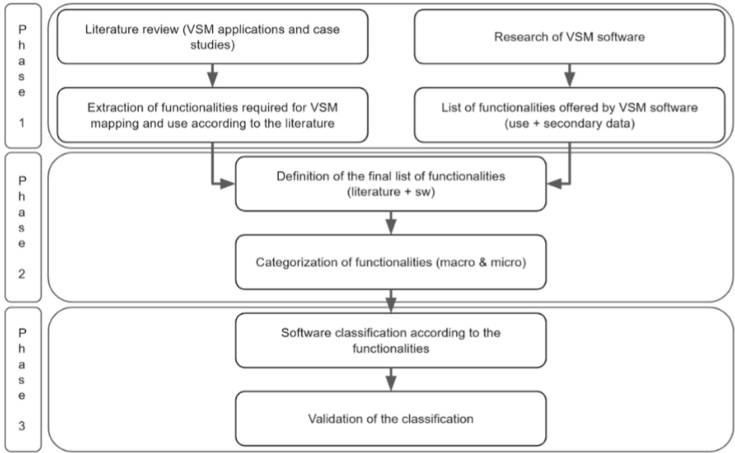 Phase 1
Literature review (VSM applications and case
studies)
Research of VSM software
Extraction of functionalities required for VSM
mapping and use according to the literature
List of functionalities offered by VSM software
(use + secondary data)
Phase 2
Definition of the final list of functionalities
(literature + sw)
Categorization of functionalities (macro & micro)
Phase 3
Software classification according to the
functionalities
Validation of the classification